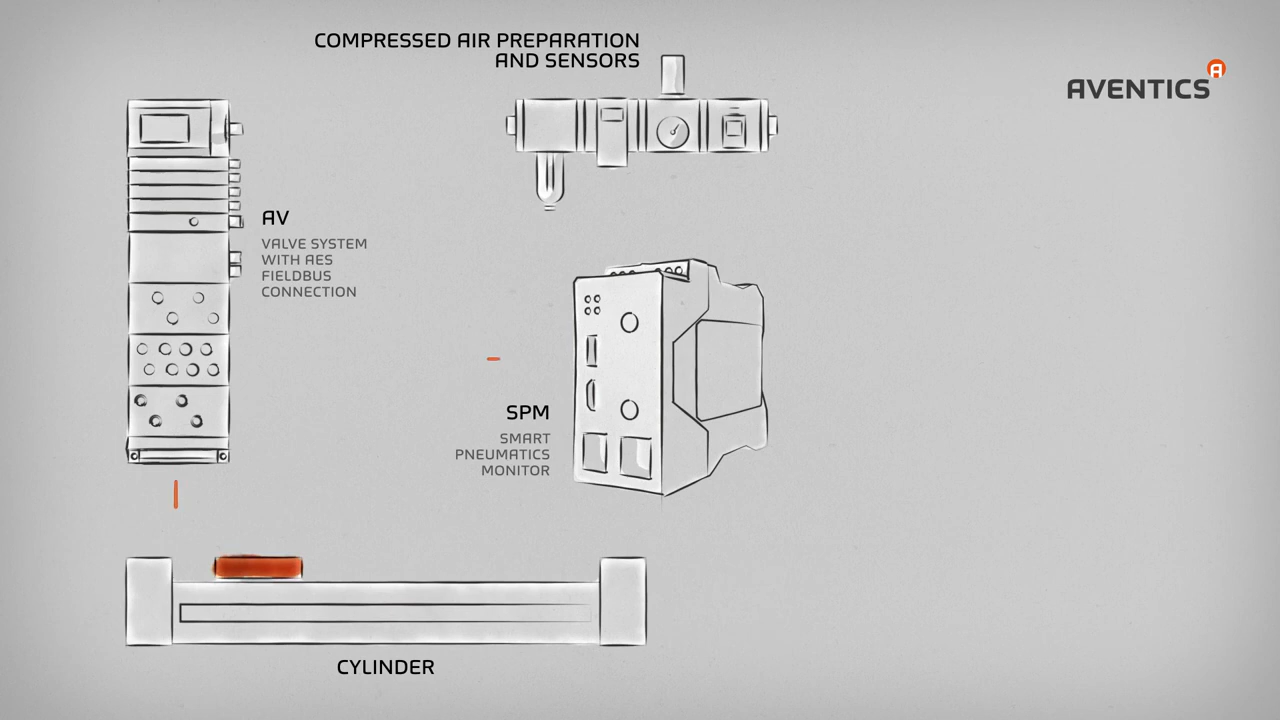 COMPRESSED AIR PREPARATION
AND SENSORS
A
AVENTICS
AV
VALVE SYSTEM
WITH AES
FIELDBUS
CONNECTION
SPM
SMART
PNEUMATICS
MONITOR
CYLINDER